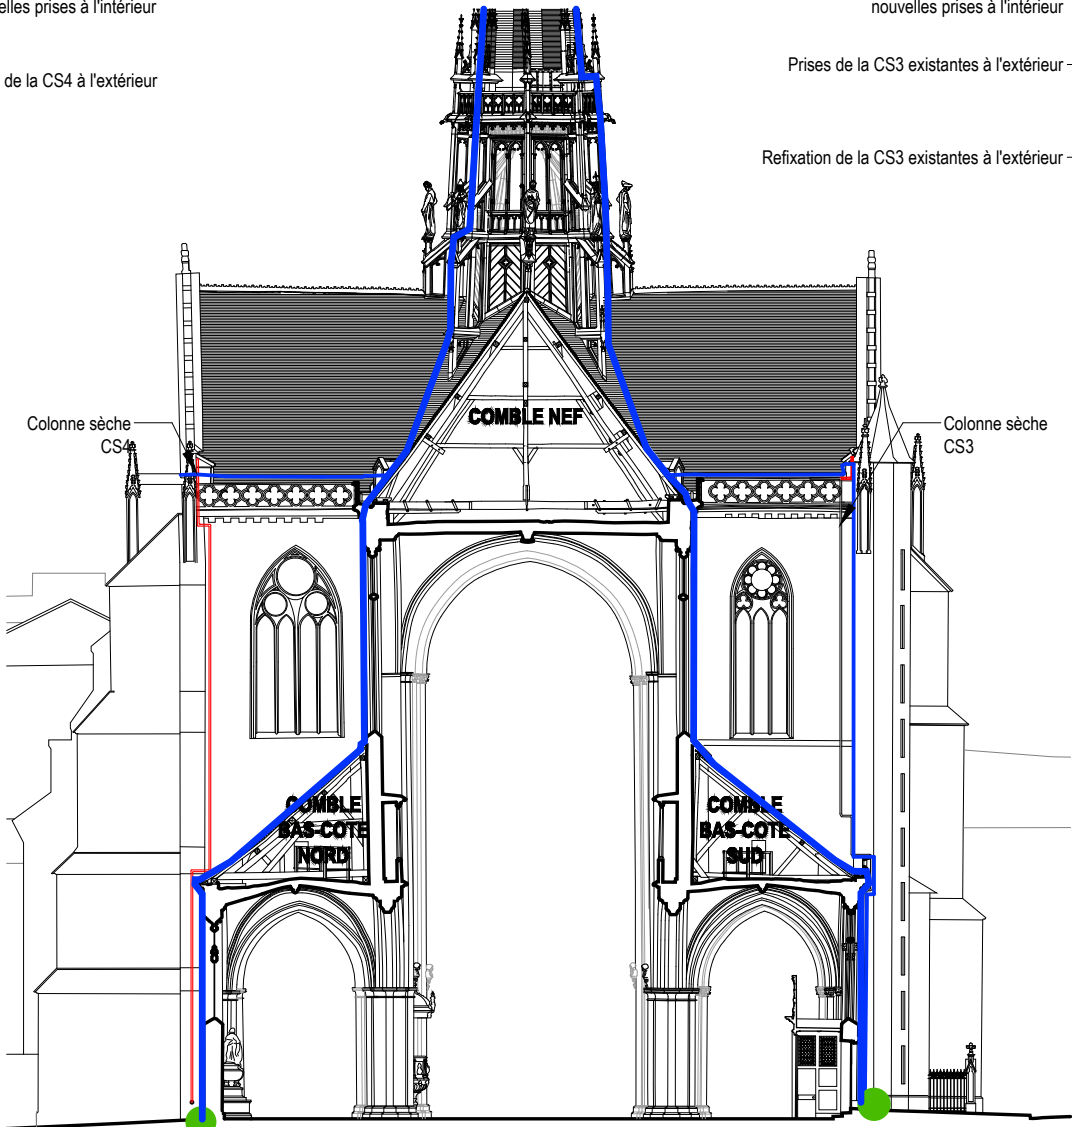 elles prises à l'intérieur
nouvelles prises à l'intérieur
de la CS4 à l'extérieur
Prises de la CS3 existantes à l'extérieur
Refixation de la CS3 existantes à l'extérieur
Colonne sèche
CS4
COMBLE NEF
Colonne sèche
CS3
COMBLE
BAS-COTE
NORD
COMBLE
BAS-COTE
SUD